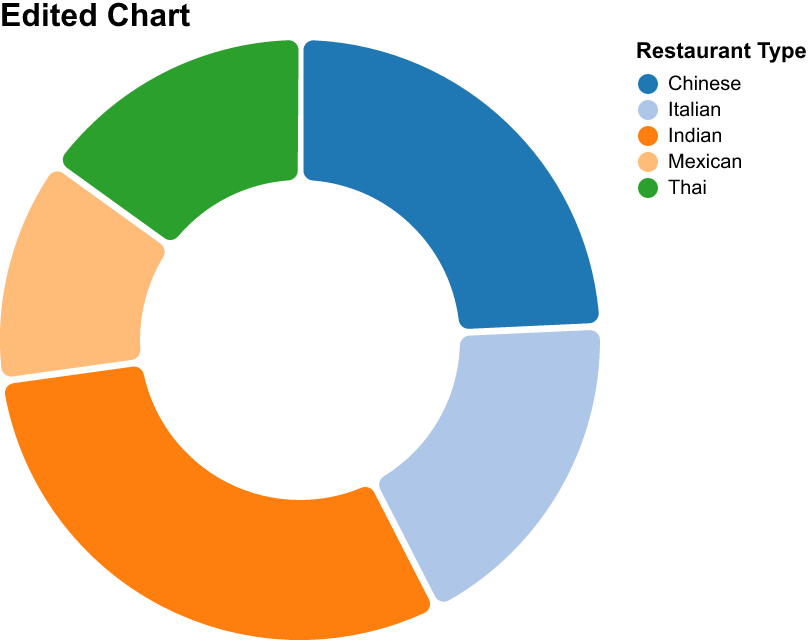 Edited Chart
Restaurant Type
Chinese
Italian
Indian
Mexican
Thai